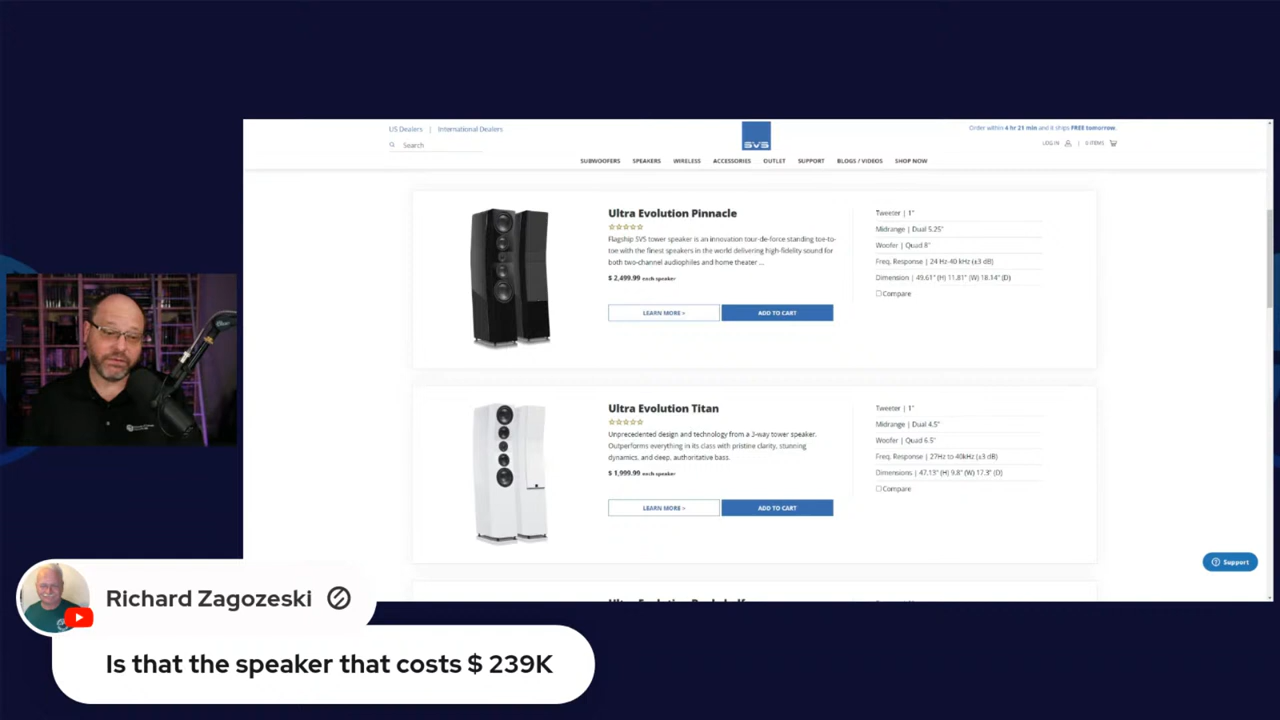 US Dealers | International Dealers
Search
SVS
Order within 4 hr 21 min and it ships FREE tomorrow.
LOG IN | 0 ITEMS
SUBWOOFERS SPEAKERS WIRELESS ACCESSORIES OUTLET SUPPORT BLOGS / VIDEOS SHOP NOW
Ultra Evolution Pinnacle
Flagship SVS tower speaker is an innovation tour-de-force standing toe-to-
toe with the finest speakers in the world delivering high-fidelity sound for
both two-channel audiophiles and home theater ...
$ 2,499.99 each speaker
LEARN MORE > ADD TO CART
Tweeter | 1"
Midrange | Dual 5.25"
Woofer | Quad 8"
Freq. Response | 24 Hz-40 kHz (±3 dB)
Dimension | 49.61" (H) 11.81" (W) 18.14" (D)
Compare
Ultra Evolution Titan
Unprecedented design and technology from a 3-way tower speaker.
Outperforms everything in its class with pristine clarity, stunning
dynamics, and deep, authoritative bass.
$ 1,999.99 each speaker
LEARN MORE > ADD TO CART
Tweeter | 1"
Midrange | Dual 4.5"
Woofer | Quad 6.5"
Freq. Response | 27Hz to 40kHz (±3 dB)
Dimensions | 47.13" (H) 9.8" (W) 17.3" (D)
Compare
Support
Richard Zagozeski
Is that the speaker that costs $ 239K